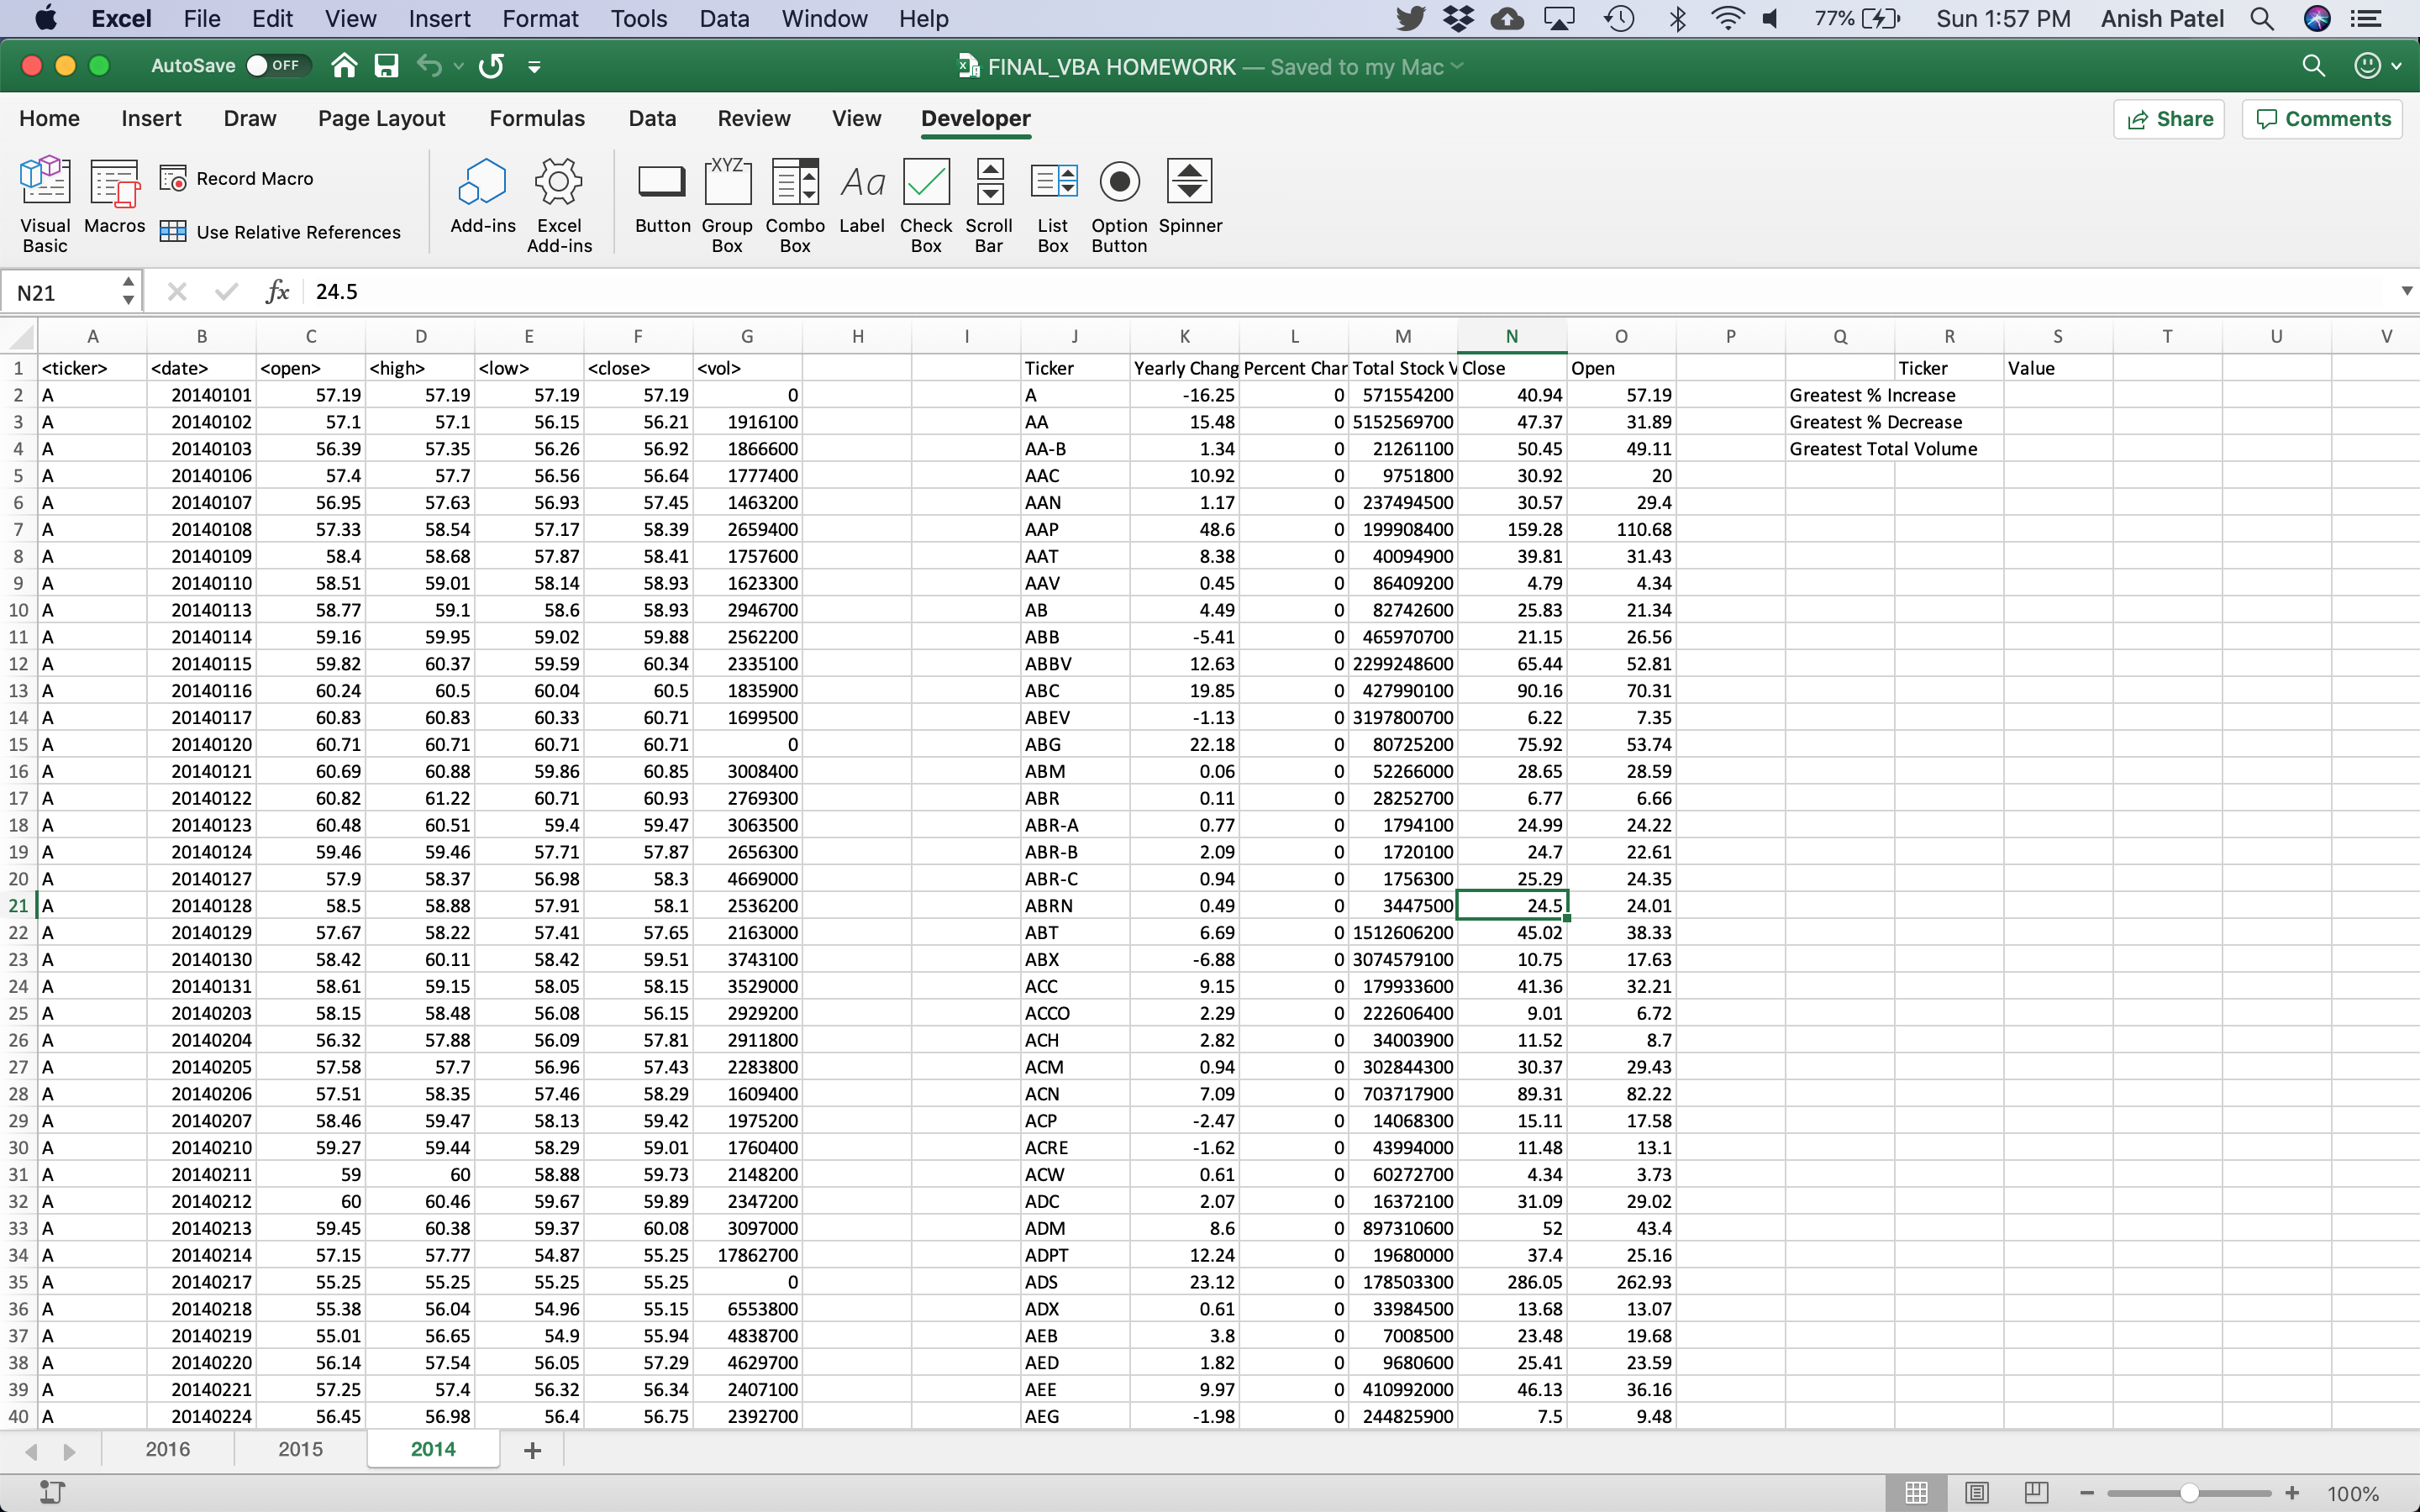 Excel File Edit View Insert Format Tools Data Window Help 77% Sun 1:57 PM Anish Patel
AutoSave OFF FINAL_VBA HOMEWORK — Saved to my Mac
Home Insert Draw Page Layout Formulas Data Review View Developer Share Comments
Visual Basic Macros Record Macro Use Relative References Add-ins Excel Add-ins Button XYZ Group Box Combo Box Aa Label Check Box Scroll Bar List Box Option Button Spinner
N21 fx 24.5
A B C D E F G H I J K L M N O P Q R S T U V
1 <ticker> <date> <open> <high> <low> <close> <vol> Ticker Yearly Chang Percent Char Total Stock V Close Open Ticker Value
2 A 20140101 57.19 57.19 57.19 57.19 0 A -16.25 0 571554200 40.94 57.19 Greatest % Increase
3 A 20140102 57.1 57.1 56.15 56.21 1916100 AA 15.48 0 5152569700 47.37 31.89 Greatest % Decrease
4 A 20140103 56.39 57.35 56.26 56.92 1866600 AA-B 1.34 0 21261100 50.45 49.11 Greatest Total Volume
5 A 20140106 57.4 57.7 56.56 56.64 1777400 AAC 10.92 0 9751800 30.92 20
6 A 20140107 56.95 57.63 56.93 57.45 1463200 AAN 1.17 0 237494500 30.57 29.4
7 A 20140108 57.33 58.54 57.17 58.39 2659400 AAP 48.6 0 199908400 159.28 110.68
8 A 20140109 58.4 58.68 57.87 58.41 1757600 AAT 8.38 0 40094900 39.81 31.43
9 A 20140110 58.51 59.01 58.14 58.93 1623300 AAV 0.45 0 86409200 4.79 4.34
10 A 20140113 58.77 59.1 58.6 58.93 2946700 AB 4.49 0 82742600 25.83 21.34
11 A 20140114 59.16 59.95 59.02 59.88 2562200 ABB -5.41 0 465970700 21.15 26.56
12 A 20140115 59.82 60.37 59.59 60.34 2335100 ABBV 12.63 0 2299248600 65.44 52.81
13 A 20140116 60.24 60.5 60.04 60.5 1835900 ABC 19.85 0 427990100 90.16 70.31
14 A 20140117 60.83 60.83 60.33 60.71 1699500 ABEV -1.13 0 3197800700 6.22 7.35
15 A 20140120 60.71 60.71 60.71 60.71 0 ABG 22.18 0 80725200 75.92 53.74
16 A 20140121 60.69 60.88 59.86 60.85 3008400 ABM 0.06 0 52266000 28.65 28.59
17 A 20140122 60.82 61.22 60.71 60.93 2769300 ABR 0.11 0 28252700 6.77 6.66
18 A 20140123 60.48 60.51 59.4 59.47 3063500 ABR-A 0.77 0 1794100 24.99 24.22
19 A 20140124 59.46 59.46 57.71 57.87 2656300 ABR-B 2.09 0 1720100 24.7 22.61
20 A 20140127 57.9 58.37 56.98 58.3 4669000 ABR-C 0.94 0 1756300 25.29 24.35
21 A 20140128 58.5 58.88 57.91 58.1 2536200 ABRN 0.49 0 3447500 24.5 24.01
22 A 20140129 57.67 58.22 57.41 57.65 2163000 ABT 6.69 0 1512606200 45.02 38.33
23 A 20140130 58.42 60.11 58.42 59.51 3743100 ABX -6.88 0 3074579100 10.75 17.63
24 A 20140131 58.61 59.15 58.05 58.15 3529000 ACC 9.15 0 179933600 41.36 32.21
25 A 20140203 58.15 58.48 56.08 56.15 2929200 ACCO 2.29 0 222606400 9.01 6.72
26 A 20140204 56.32 57.88 56.09 57.81 2911800 ACH 2.82 0 34003900 11.52 8.7
27 A 20140205 57.58 57.7 56.96 57.43 2283800 ACM 0.94 0 302844300 30.37 29.43
28 A 20140206 57.51 58.35 57.46 58.29 1609400 ACN 7.09 0 703717900 89.31 82.22
29 A 20140207 58.46 59.47 58.13 59.42 1975200 ACP -2.47 0 14068300 15.11 17.58
30 A 20140210 59.27 59.44 58.29 59.01 1760400 ACRE -1.62 0 43994000 11.48 13.1
31 A 20140211 59 60 58.88 59.73 2148200 ACW 0.61 0 60272700 4.34 3.73
32 A 20140212 60 60.46 59.67 59.89 2347200 ADC 2.07 0 16372100 31.09 29.02
33 A 20140213 59.45 60.38 59.37 60.08 3097000 ADM 8.6 0 897310600 52 43.4
34 A 20140214 57.15 57.77 54.87 55.25 17862700 ADPT 12.24 0 19680000 37.4 25.16
35 A 20140217 55.25 55.25 55.25 55.25 0 ADS 23.12 0 178503300 286.05 262.93
36 A 20140218 55.38 56.04 54.96 55.15 6553800 ADX 0.61 0 33984500 13.68 13.07
37 A 20140219 55.01 56.65 54.9 55.94 4838700 AEB 3.8 0 7008500 23.48 19.68
38 A 20140220 56.14 57.54 56.05 57.29 4629700 AED 1.82 0 9680600 25.41 23.59
39 A 20140221 57.25 57.4 56.32 56.34 2407100 AEE 9.97 0 410992000 46.13 36.16
40 A 20140224 56.45 56.98 56.4 56.75 2392700 AEG -1.98 0 244825900 7.5 9.48
2016 2015 2014 +
100%